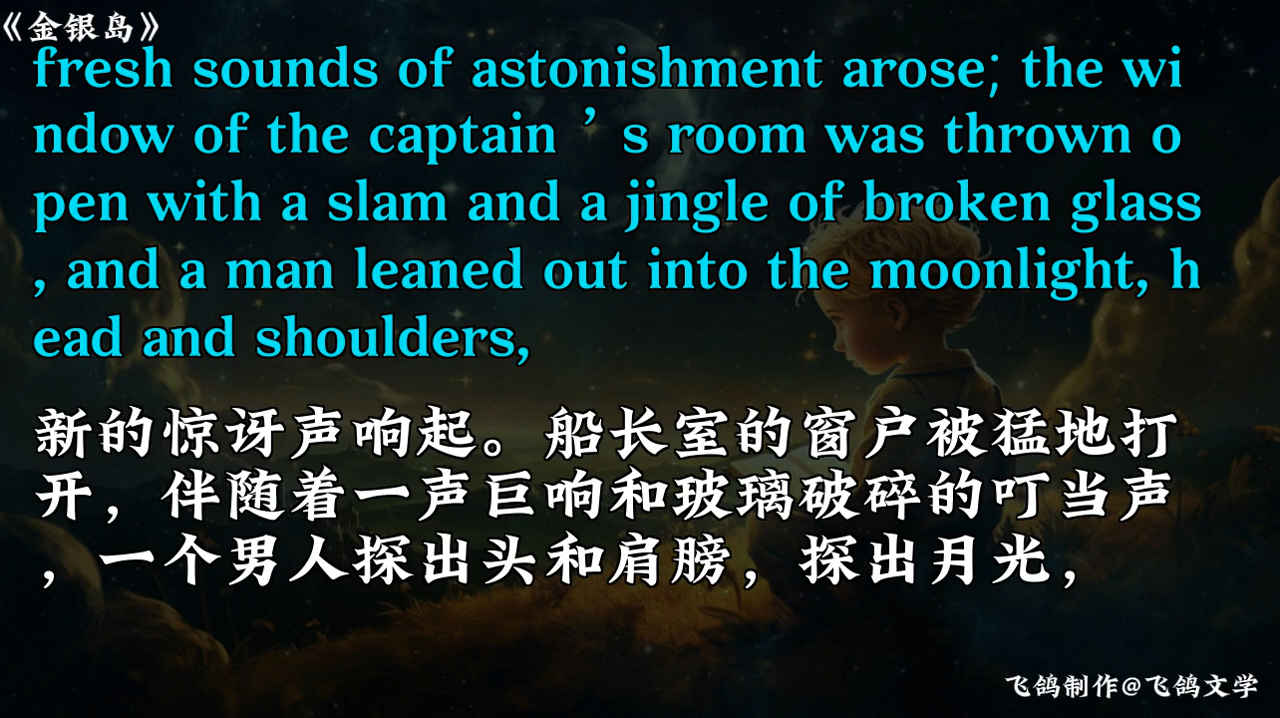 《金银岛》
fresh sounds of astonishment arose; the wi
ndow of the captain ’ s room was thrown o
pen with a slam and a jingle of broken glass
, and a man leaned out into the moonlight, h
ead and shoulders,
新的惊讶声响起。船长室的窗户被猛地打
开，伴随着一声巨响和玻璃破碎的叮当声
，一个男人探出头和肩膀，探出月光，
飞鸽制作@飞鸽文学